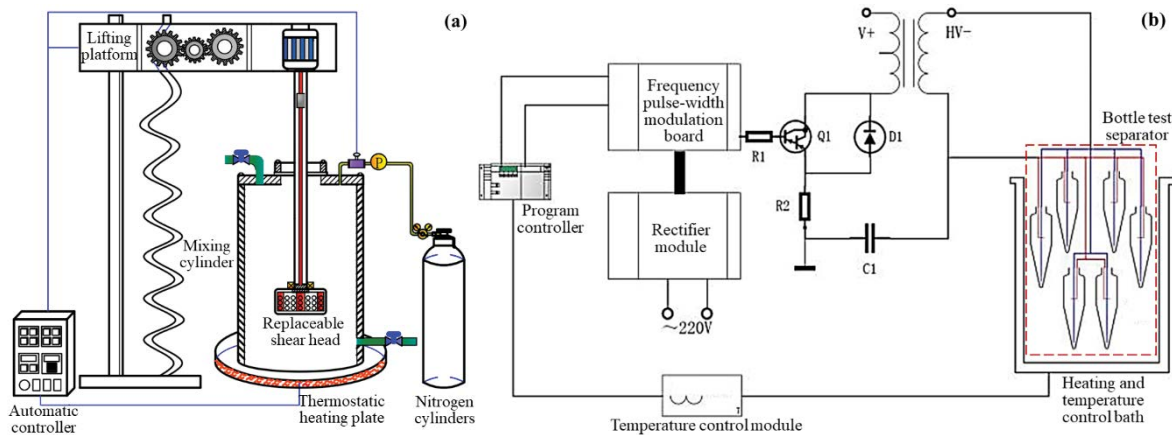 (a)
Lifting
platform
P
Mixing
cylinder
Replaceable
shear head
Automatic
controller
Thermostatic
heating plate
Nitrogen
cylinders
(b)
V+
HV-
Frequency
pulse-width
modulation
board
R1
Q1
D1
Bottle test
separator
Program
controller
Rectifier
module
R2
C1
～220V
T
Temperature control module
Heating and
temperature
control bath